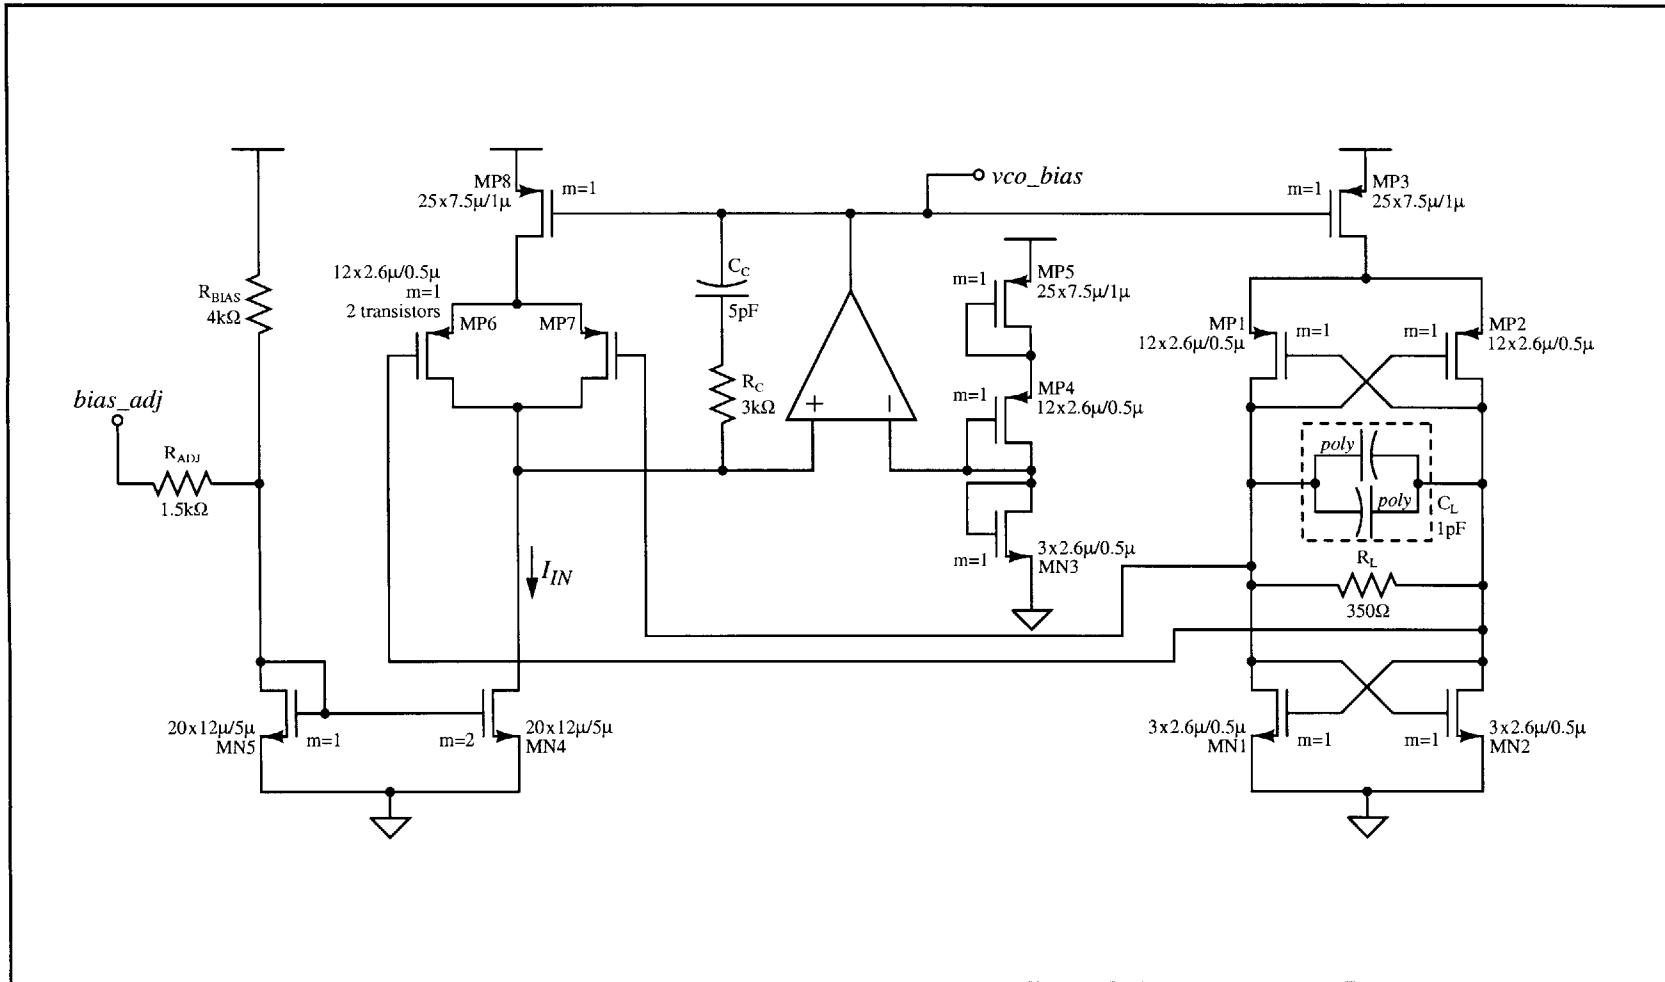 vco_bias
MP8
25x7.5μ/1μ
m=1
m=1
MP3
25x7.5μ/1μ
12x2.6μ/0.5μ
m=1
2 transistors
MP6
MP7
C_C
5pF
m=1
MP5
25x7.5μ/1μ
R_BIAS
4kΩ
MP1
12x2.6μ/0.5μ
m=1
m=1
MP2
12x2.6μ/0.5μ
bias_adj
R_C
3kΩ
+
−
m=1
MP4
12x2.6μ/0.5μ
R_ADJ
1.5kΩ
poly
poly
C_L
1pF
I_IN
m=1
3x2.6μ/0.5μ
MN3
R_L
350Ω
20x12μ/5μ
MN5
m=1
m=2
20x12μ/5μ
MN4
3x2.6μ/0.5μ
MN1
m=1
m=1
3x2.6μ/0.5μ
MN2